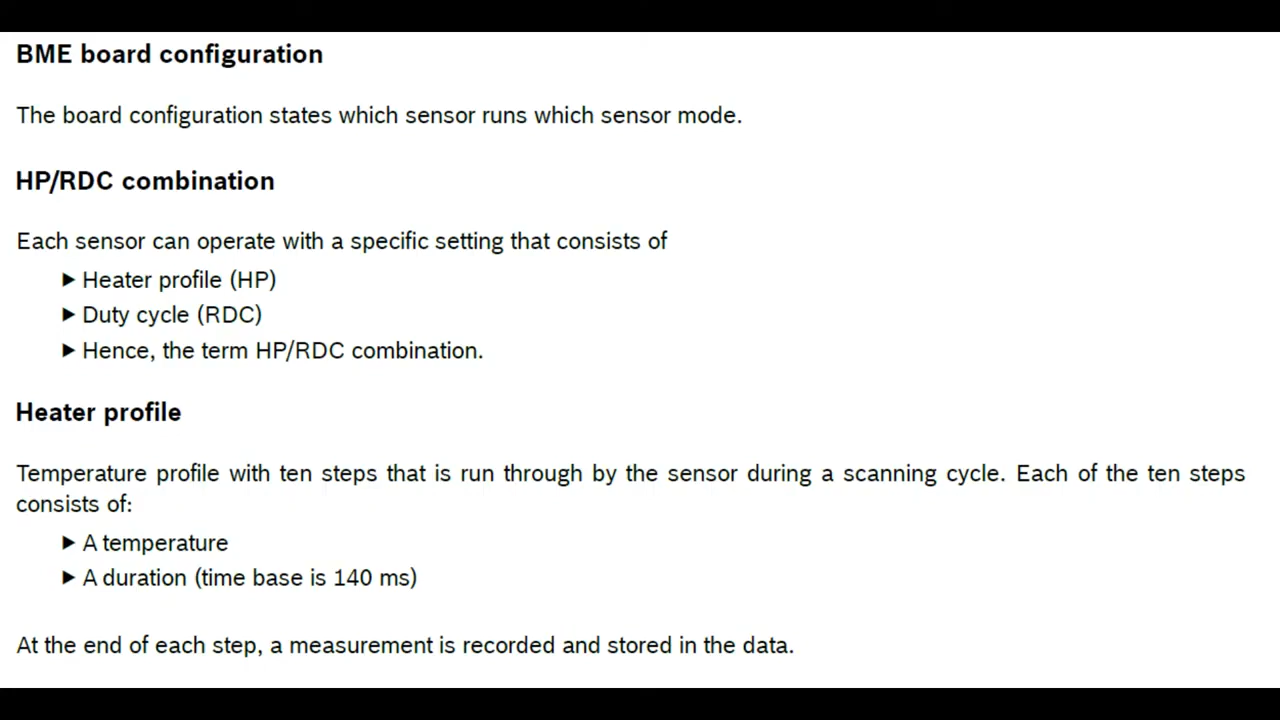 BME board configuration
The board configuration states which sensor runs which sensor mode.
HP/RDC combination
Each sensor can operate with a specific setting that consists of
▶ Heater profile (HP)
▶ Duty cycle (RDC)
▶ Hence, the term HP/RDC combination.
Heater profile
Temperature profile with ten steps that is run through by the sensor during a scanning cycle. Each of the ten steps
consists of:
▶ A temperature
▶ A duration (time base is 140 ms)
At the end of each step, a measurement is recorded and stored in the data.